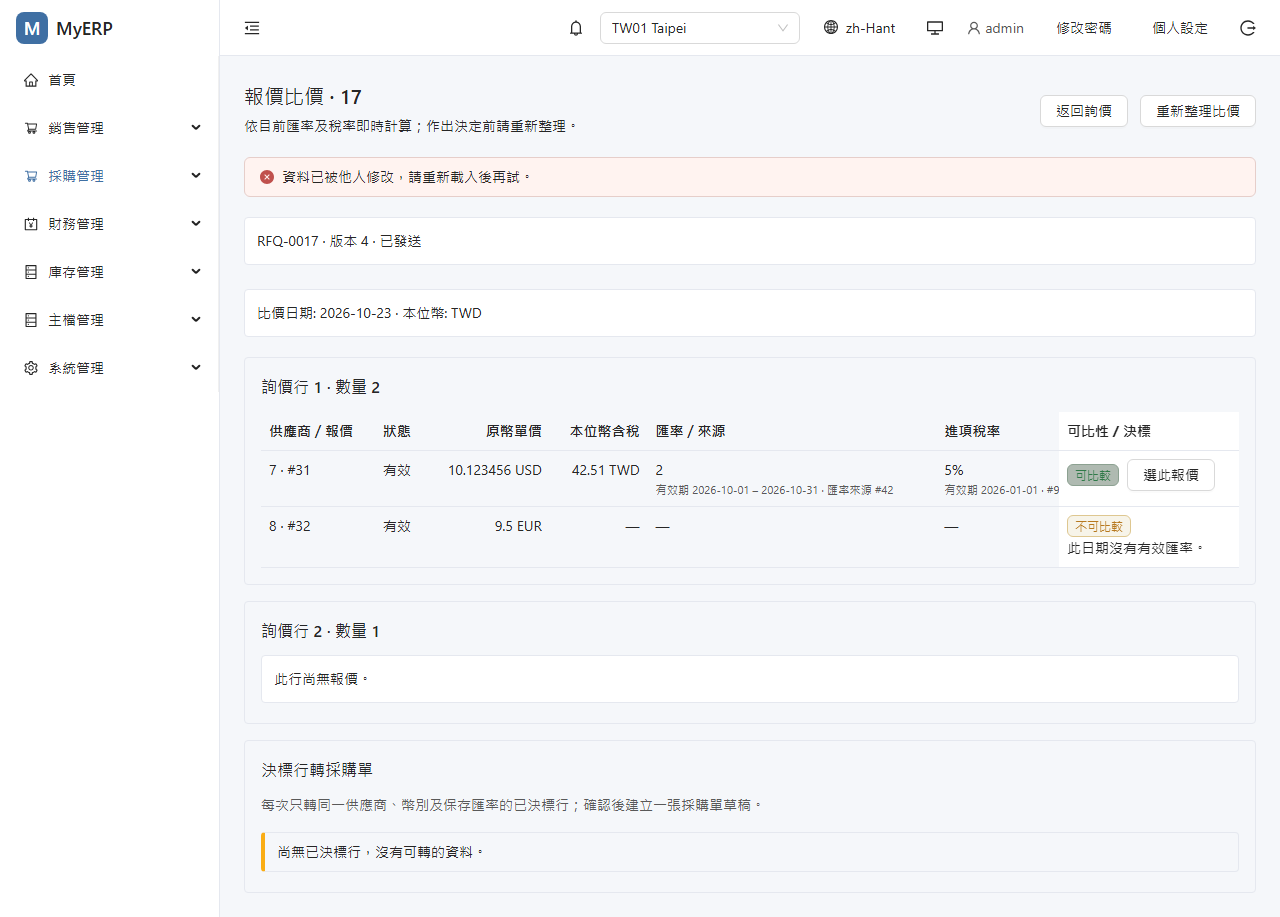 M MyERP
TW01 Taipei
zh-Hant
admin
修改密碼
個人設定
首頁
銷售管理
採購管理
財務管理
庫存管理
主檔管理
系統管理
報價比價 · 17
依目前匯率及稅率即時計算；作出決定前請重新整理。
返回詢價
重新整理比價
資料已被他人修改，請重新載入後再試。
RFQ-0017 · 版本 4 · 已發送
比價日期: 2026-10-23 · 本位幣: TWD
詢價行 1 · 數量 2
供應商 / 報價 狀態 原幣單價 本位幣含稅 匯率 / 來源 進項稅率 可比性 / 決標
7 · #31 有效 10.123456 USD 42.51 TWD 2 5% 可比較 選此報價
有效期 2026-10-01 – 2026-10-31 · 匯率來源 #42 有效期 2026-01-01 · #9
8 · #32 有效 9.5 EUR — — — 不可比較
此日期沒有有效匯率。
詢價行 2 · 數量 1
此行尚無報價。
決標行轉採購單
每次只轉同一供應商、幣別及保存匯率的已決標行；確認後建立一張採購單草稿。
尚無已決標行，沒有可轉的資料。